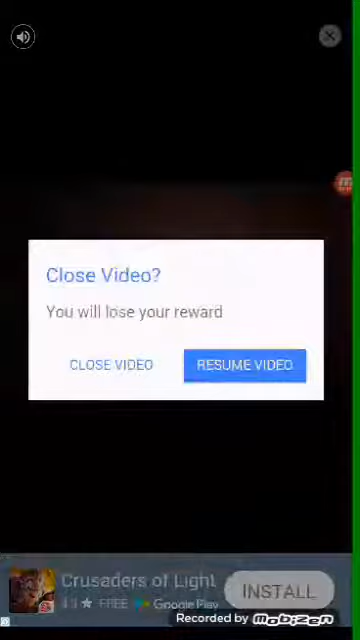 Close Video?
You will lose your reward
CLOSE VIDEO
RESUME VIDEO
Crusaders of Light
FREE
Google Play
INSTALL
Recorded by
Mobizen